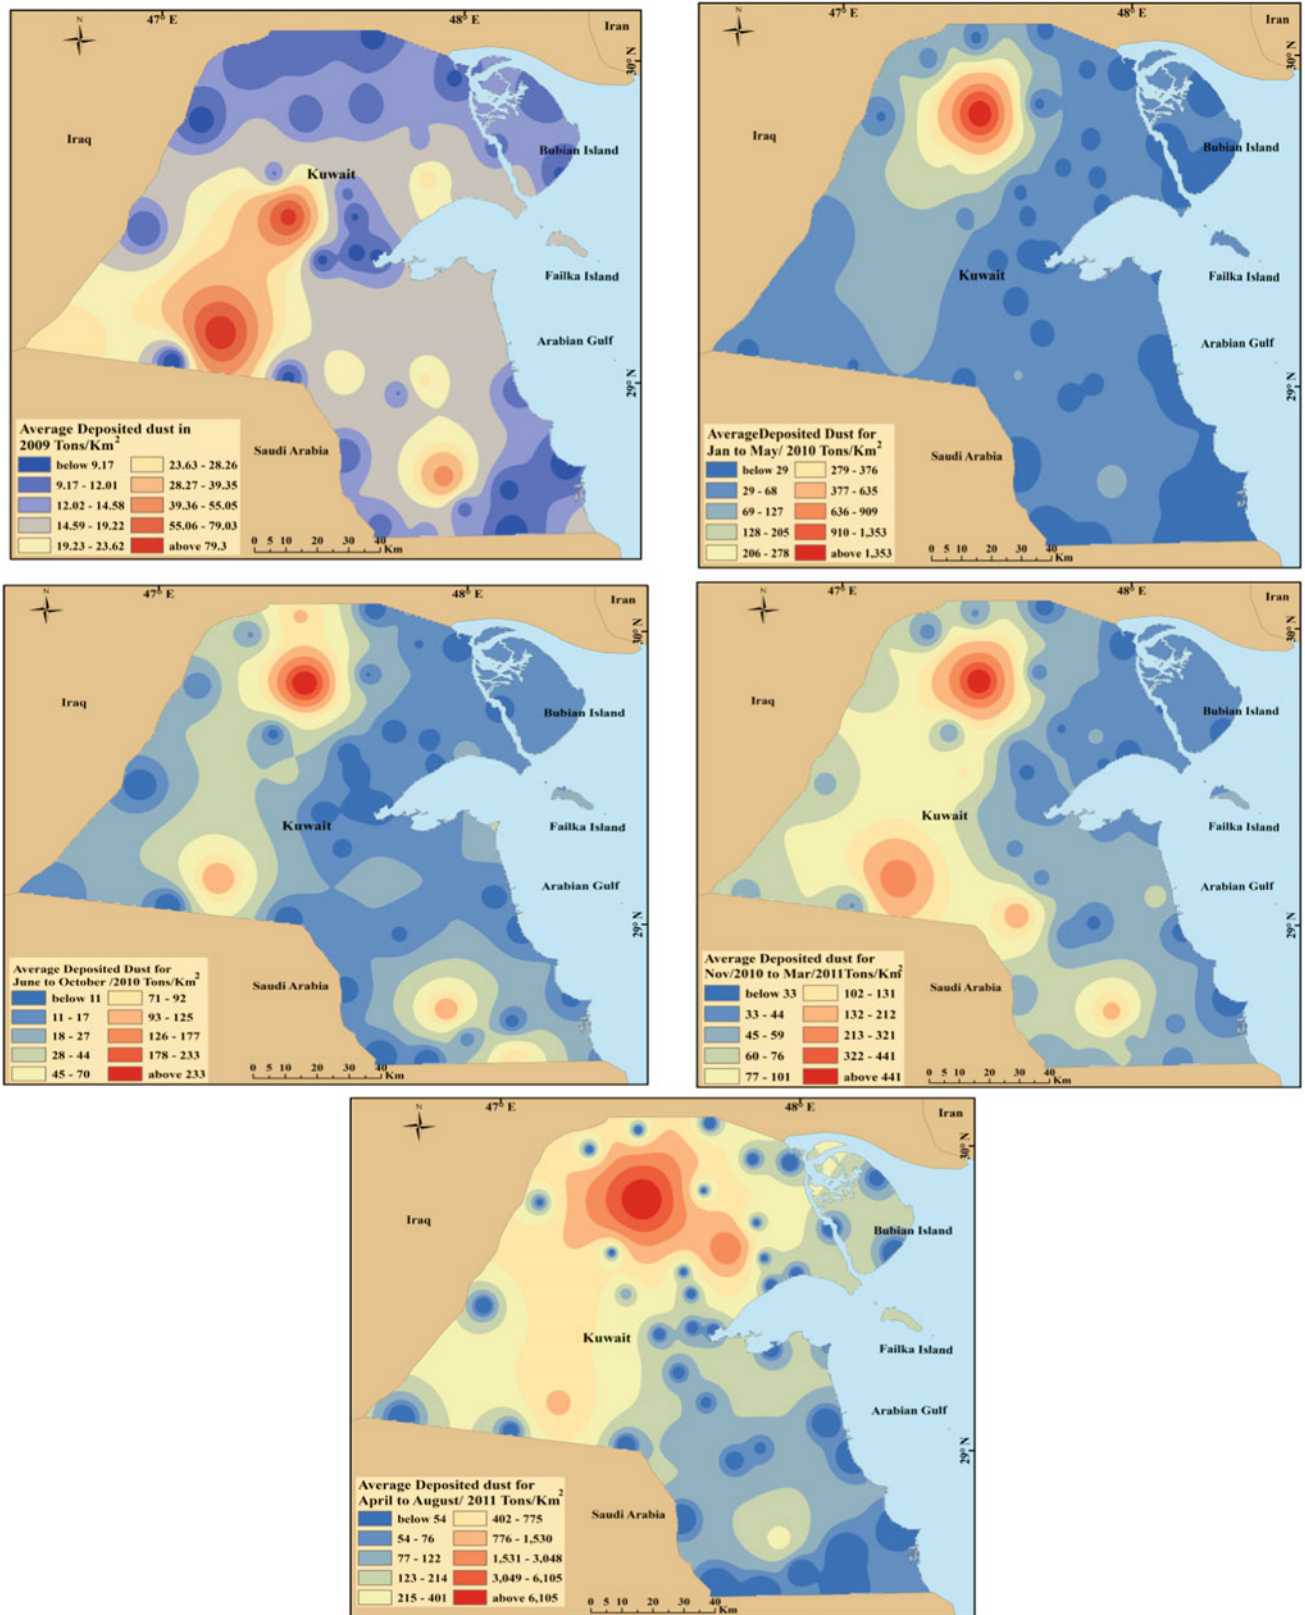 N
47° E
48° E
Iran
30° N
Iraq
Bubian Island
Kuwait
Failka Island
Arabian Gulf
29° N
Saudi Arabia
Average Deposited dust in
2009 Tons/Km2
below 9.17
9.17 - 12.01
12.02 - 14.58
14.59 - 19.22
19.23 - 23.62
23.63 - 28.26
28.27 - 39.35
39.36 - 55.05
55.06 - 79.03
above 79.3
0 5 10 20 30 40
Km
N
47° E
48° E
Iran
30° N
Iraq
Bubian Island
Kuwait
Failka Island
Arabian Gulf
29° N
Saudi Arabia
AverageDeposited Dust for
Jan to May/ 2010 Tons/Km2
below 29
29 - 68
69 - 127
128 - 205
206 - 278
279 - 376
377 - 635
636 - 909
910 - 1,353
above 1,353
0 5 10 20 30 40
Km
N
47° E
48° E
Iran
30° N
Iraq
Bubian Island
Kuwait
Failka Island
Arabian Gulf
29° N
Saudi Arabia
Average Deposited Dust for
June to October /2010 Tons/Km2
below 11
11 - 17
18 - 27
28 - 44
45 - 70
71 - 92
93 - 125
126 - 177
178 - 233
above 233
0 5 10 20 30 40
Km
N
47° E
48° E
Iran
30° N
Iraq
Bubian Island
Kuwait
Failka Island
Arabian Gulf
29° N
Saudi Arabia
Average Deposited Dust for
Nov/2010 to Mar/2011Tons/Km2
below 33
33 - 44
45 - 59
60 - 76
77 - 101
102 - 131
132 - 212
213 - 321
322 - 441
above 441
0 5 10 20 30 40
Km
N
47° E
48° E
Iran
30° N
Iraq
Bubian Island
Kuwait
Failka Island
Arabian Gulf
29° N
Saudi Arabia
Average Deposited dust for
April to August/ 2011 Tons/Km2
below 54
54 - 76
77 - 122
123 - 214
215 - 401
402 - 775
776 - 1,530
1,531 - 3,048
3,049 - 6,105
above 6,105
0 5 10 20 30 40
Km